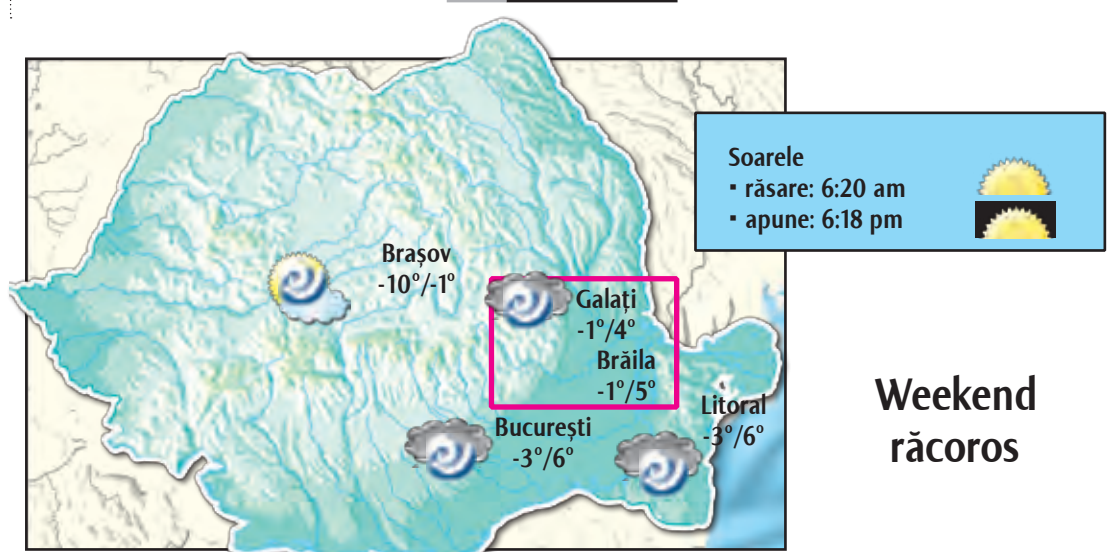 Soarele
▪ răsare: 6:20 am
▪ apune: 6:18 pm
Brașov
-10°/-1°
Galați
-1°/4°
Brăila
-1°/5°
Litoral
-3°/6°
București
-3°/6°
Weekend
răcoros